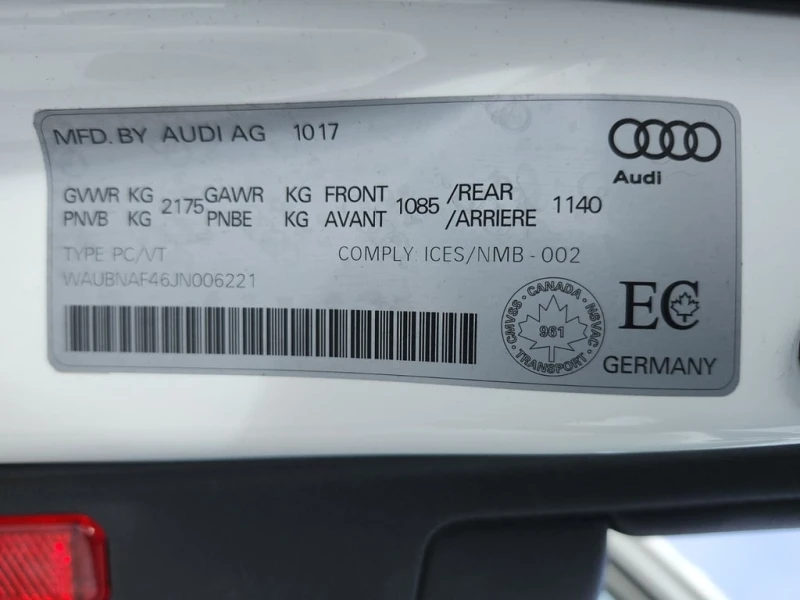 MFD. BY AUDI AG 1017
Audi
GVWR KG 2175 GAWR KG FRONT 1085 /REAR 1140
PNVB KG PNBE KG AVANT /ARRIERE
TYPE PC/VT COMPLY ICES/NMB - 002
WAUBNAF46JN006221
CANADA
CMVSS 961 NSVAC
TRANSPORT
EC
GERMANY